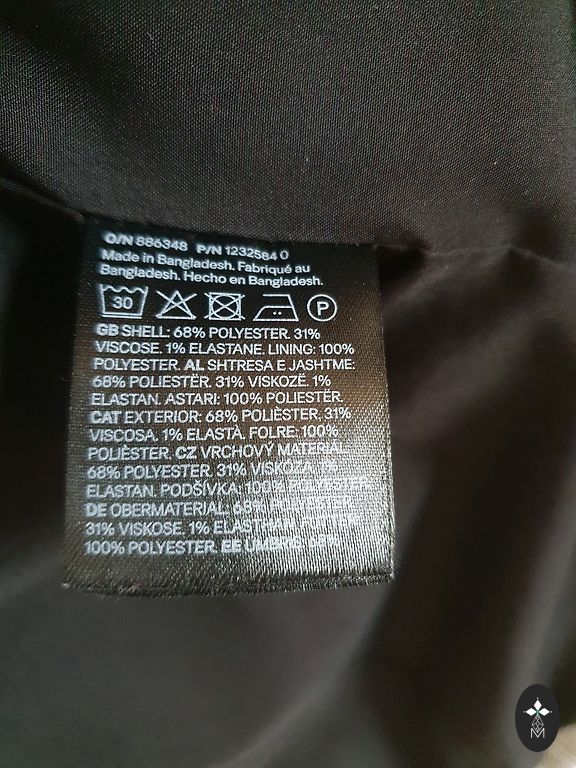 O/N 886348 P/N 1232584 0
Made in Bangladesh. Fabriqué au
Bangladesh. Hecho en Bangladesh.
30 P
GB SHELL: 68% POLYESTER. 31%
VISCOSE. 1% ELASTANE. LINING: 100%
POLYESTER. AL SHTRESA E JASHTME:
68% POLIESTËR. 31% VISKOZË. 1%
ELASTAN. ASTARI: 100% POLIESTËR.
CAT EXTERIOR: 68% POLIÈSTER. 31%
VISCOSA. 1% ELASTÀ. FOLRE: 100%
POLIÈSTER. CZ VRCHOVÝ MATERIÁL:
68% POLYESTER. 31% VISKÓZA. 1%
ELASTAN. PODŠÍVKA: 100% POLYESTER.
DE OBERMATERIAL: 68% POLYESTER.
31% VISKOSE. 1% ELASTHAN.
100% POLYESTER. EE
M